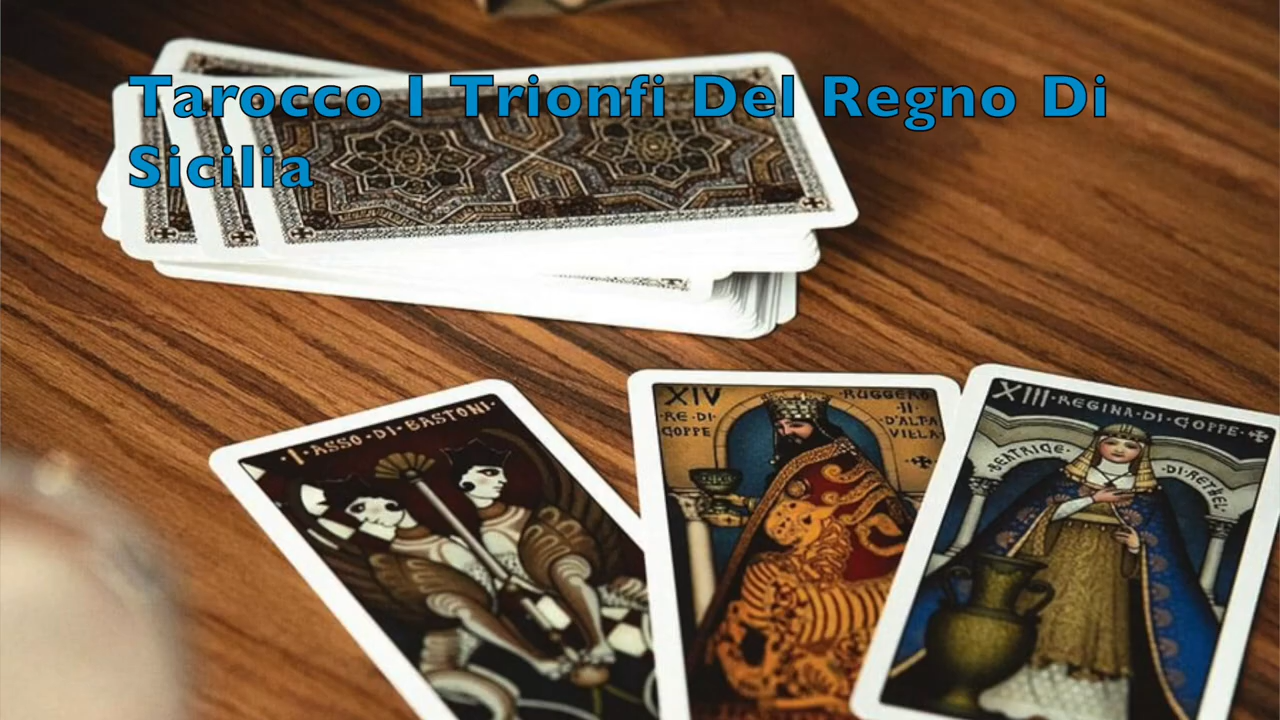 Tarocco I Trionfi Del Regno Di
Sicilia
·I·ASSO·DI·BASTONI·
XIV
·RE·DI·
COPPE
·RUGGERO·
·II·
D'ALTA
VILLA·
XIII·REGINA·DI·COPPE·
·BEATRICE·
·DI·RETHEL·